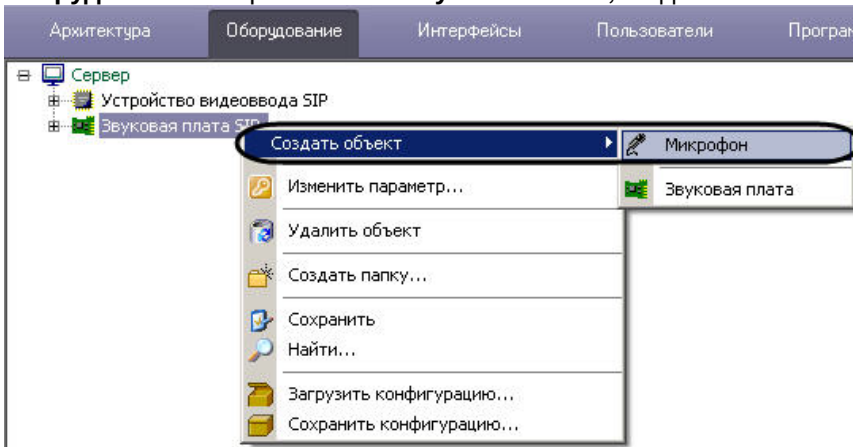 Архитектура Оборудование Интерфейсы Пользователи Програм
Сервер
Устройство видеоввода SIP
Звуковая плата SIP
Создать объект Микрофон
Изменить параметр... Звуковая плата
Удалить объект
Создать папку...
Сохранить
Найти...
Загрузить конфигурацию...
Сохранить конфигурацию...